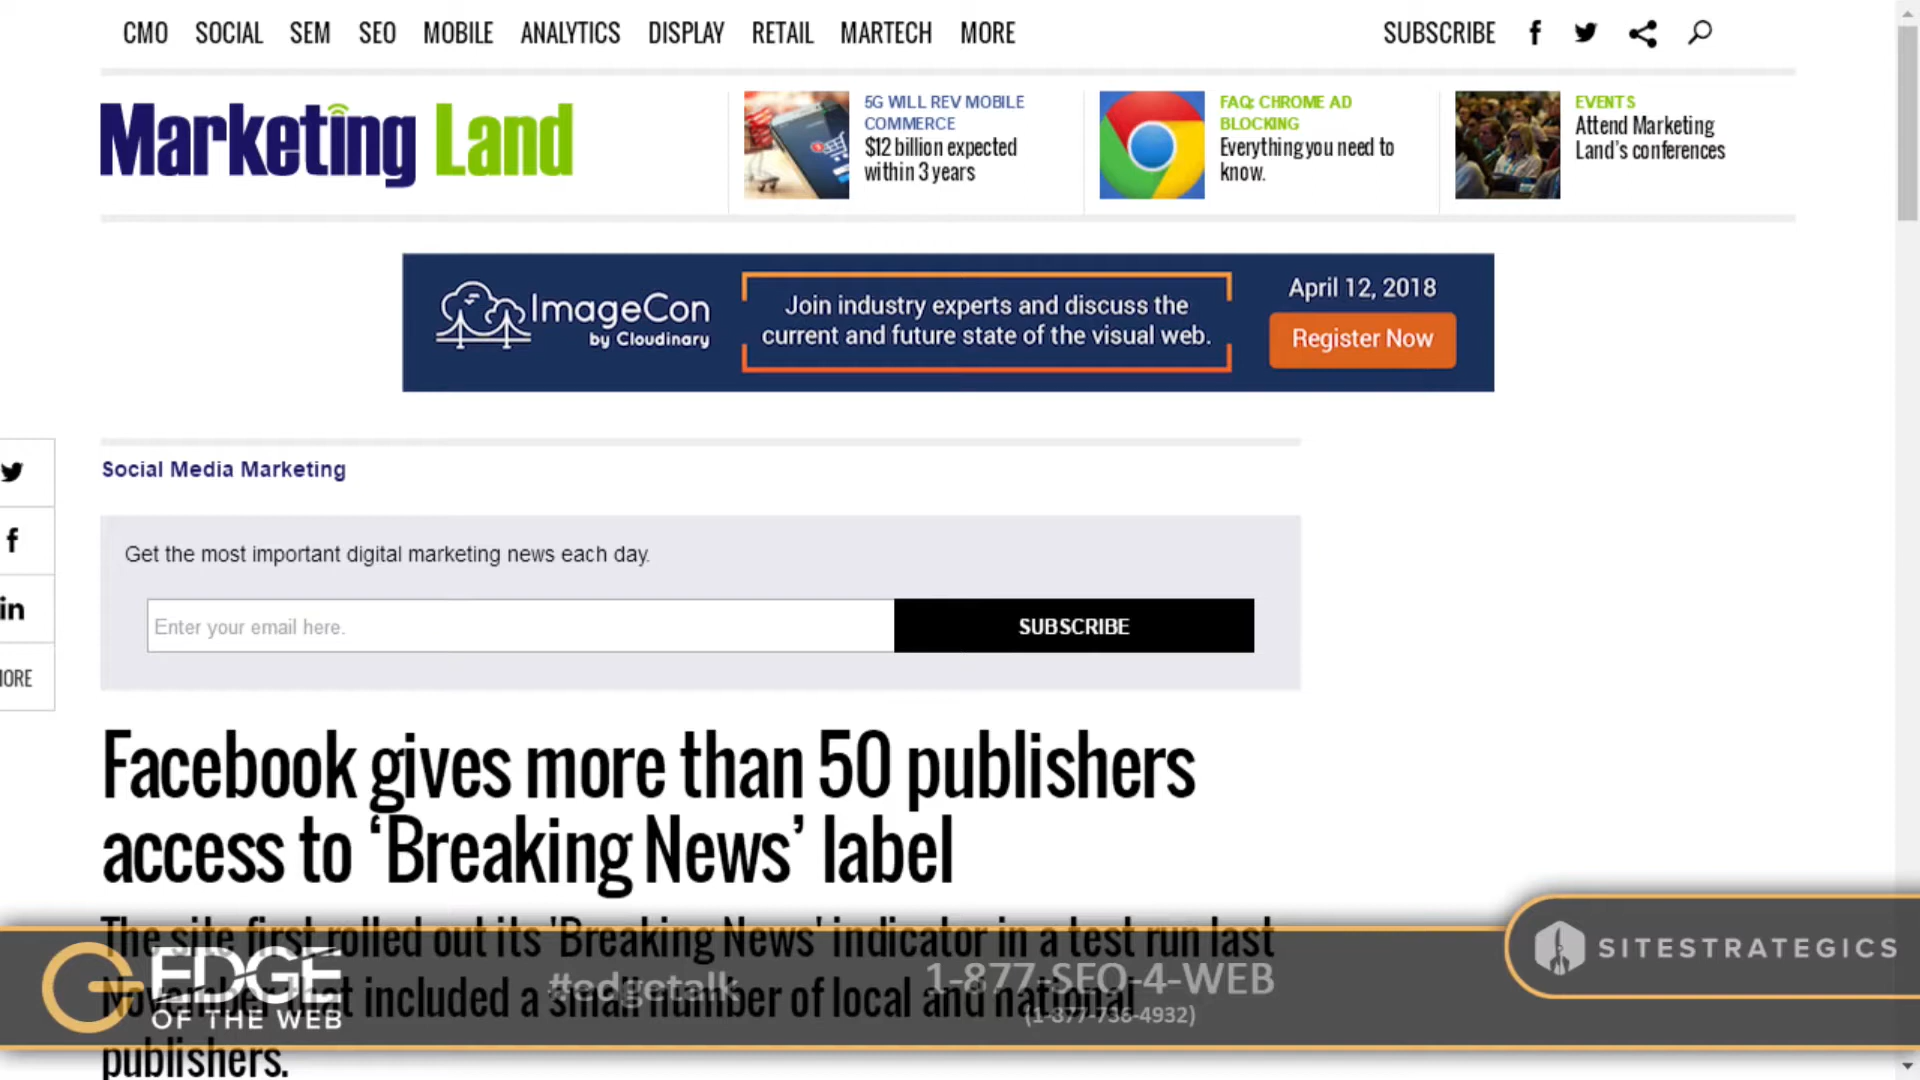 CMO SOCIAL SEM SEO MOBILE ANALYTICS DISPLAY RETAIL MARTECH MORE SUBSCRIBE
Marketing Land
5G WILL REV MOBILE
COMMERCE
$12 billion expected
within 3 years
FAQ: CHROME AD
BLOCKING
Everything you need to
know.
EVENTS
Attend Marketing
Land's conferences
ImageCon
by Cloudinary
Join industry experts and discuss the
current and future state of the visual web.
April 12, 2018
Register Now
Social Media Marketing
Get the most important digital marketing news each day.
Enter your email here.
SUBSCRIBE
in
ORE
Facebook gives more than 50 publishers
access to ‘Breaking News’ label
The site first rolled out its 'Breaking News' indicator in a test run last
November that included a small number of local and national
publishers.
EDGE
OF THE WEB
#edgetalk
1-877-SEO-4-WEB
(1-877-736-4932)
SITESTRATEGICS